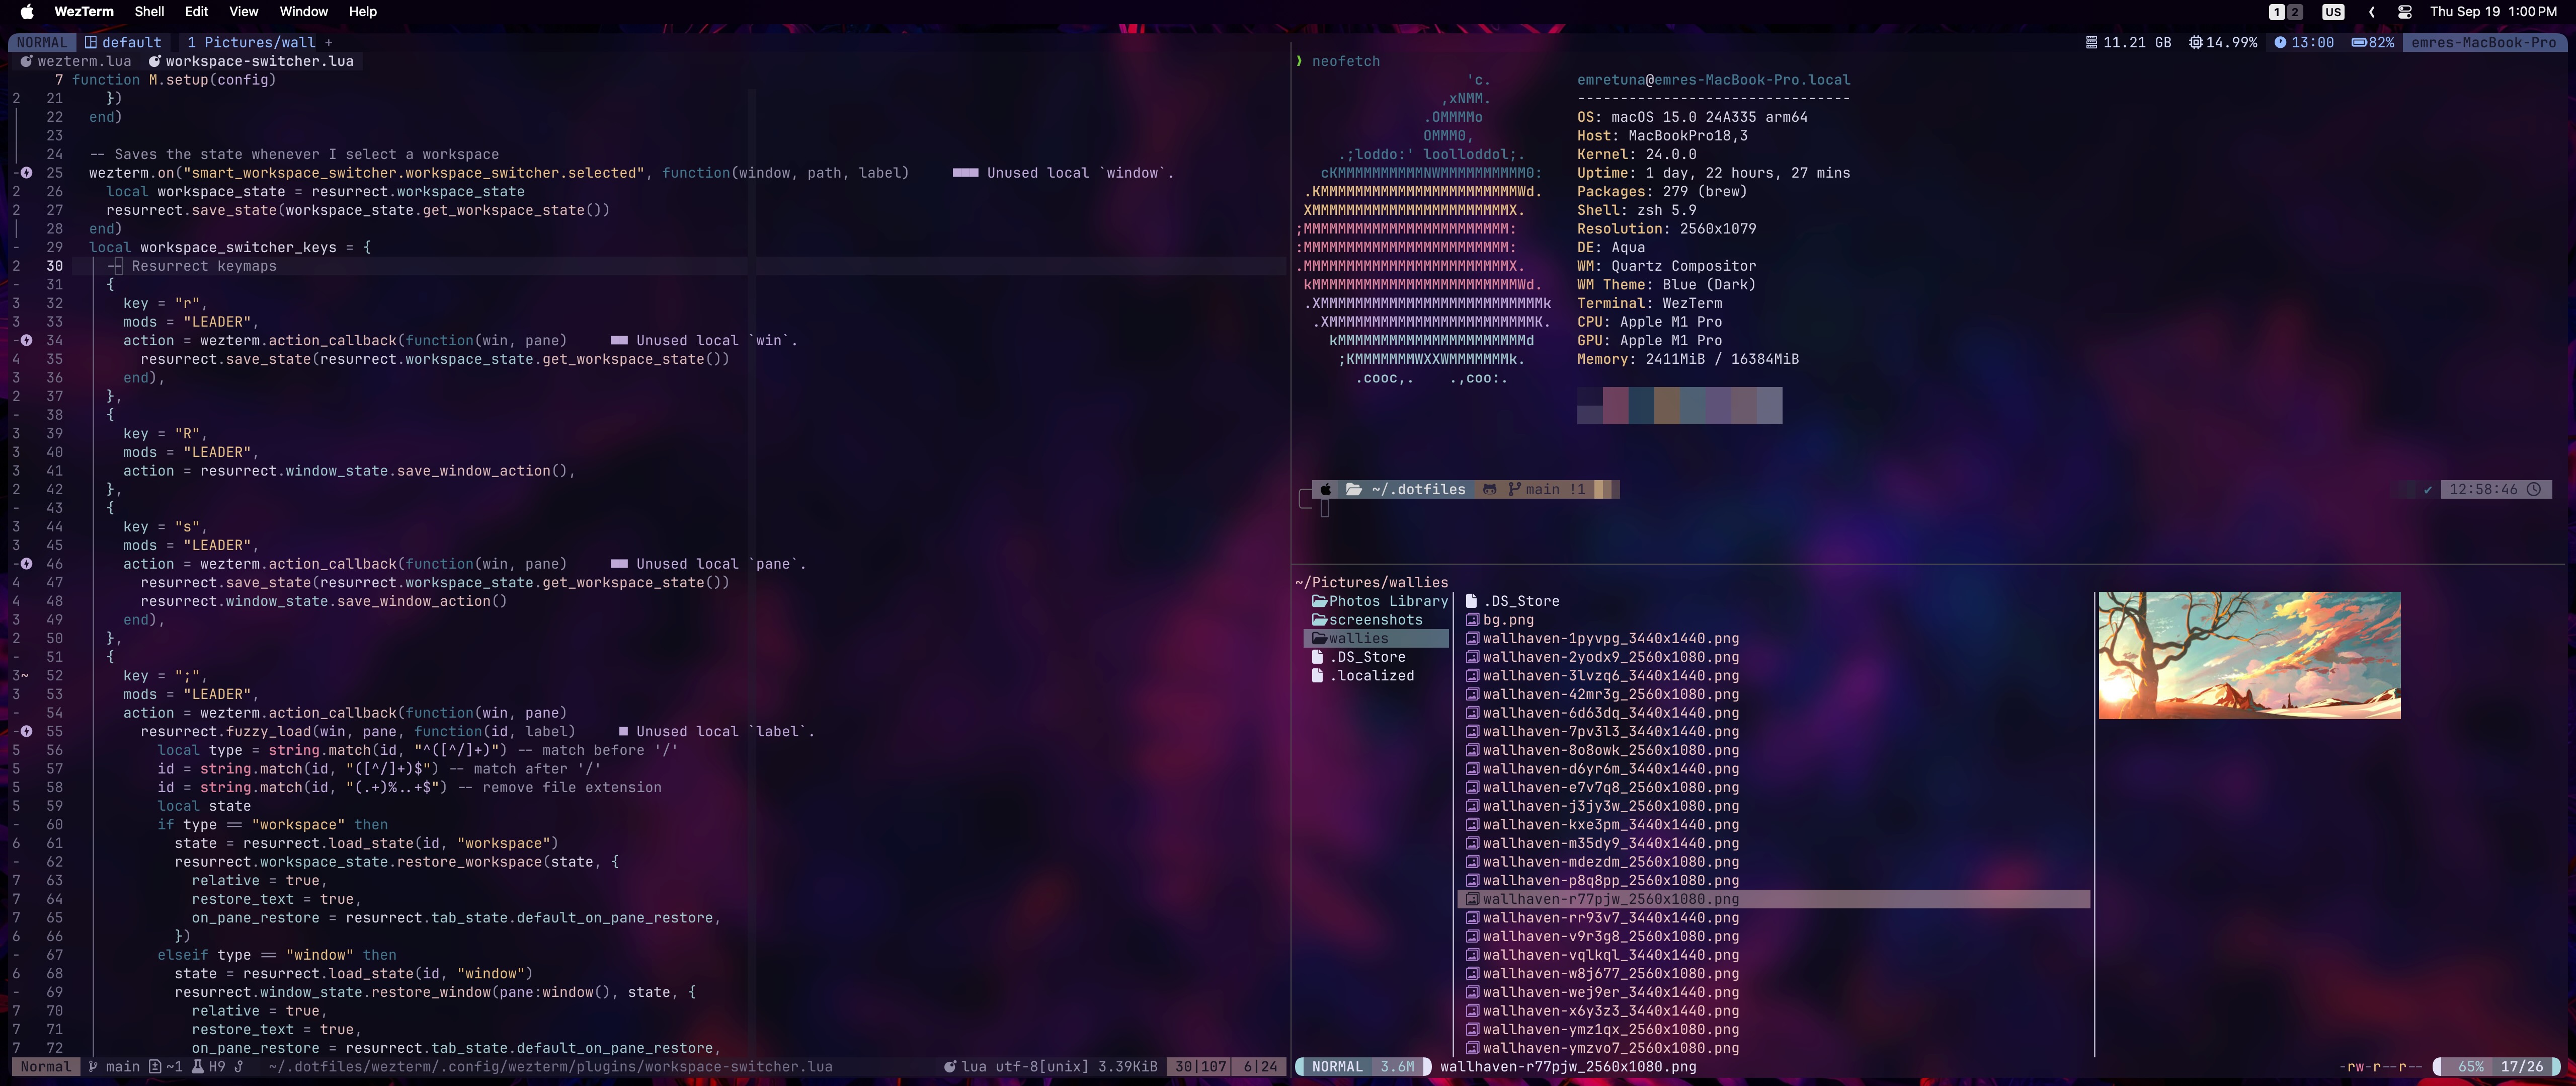 WezTerm Shell Edit View Window Help
1 2 US Thu Sep 19 1:00 PM
NORMAL default 1 Pictures/wall +
11.21 GB 14.99% 13:00 82% emres-MacBook-Pro
wezterm.lua workspace-switcher.lua
7 function M.setup(config)
2 21 })
22 end)
23
24 -- Saves the state whenever I select a workspace
- 25 wezterm.on("smart_workspace_switcher.workspace_switcher.selected", function(window, path, label) ■■■ Unused local `window`.
2 26 local workspace_state = resurrect.workspace_state
2 27 resurrect.save_state(workspace_state.get_workspace_state())
28 end)
- 29 local workspace_switcher_keys = {
2 30 -- Resurrect keymaps
- 31 {
3 32 key = "r",
3 33 mods = "LEADER",
- 34 action = wezterm.action_callback(function(win, pane) ■■ Unused local `win`.
4 35 resurrect.save_state(resurrect.workspace_state.get_workspace_state())
3 36 end),
2 37 },
- 38 {
3 39 key = "R",
3 40 mods = "LEADER",
3 41 action = resurrect.window_state.save_window_action(),
2 42 },
- 43 {
3 44 key = "s",
3 45 mods = "LEADER",
- 46 action = wezterm.action_callback(function(win, pane) ■■ Unused local `pane`.
4 47 resurrect.save_state(resurrect.workspace_state.get_workspace_state())
4 48 resurrect.window_state.save_window_action()
3 49 end),
2 50 },
- 51 {
3~ 52 key = ";",
3 53 mods = "LEADER",
- 54 action = wezterm.action_callback(function(win, pane)
- 55 resurrect.fuzzy_load(win, pane, function(id, label) ■ Unused local `label`.
5 56 local type = string.match(id, "^([^/]+)") -- match before '/'
5 57 id = string.match(id, "([^/]+)$") -- match after '/'
5 58 id = string.match(id, "(.+)%..+$") -- remove file extension
5 59 local state
- 60 if type == "workspace" then
6 61 state = resurrect.load_state(id, "workspace")
- 62 resurrect.workspace_state.restore_workspace(state, {
7 63 relative = true,
7 64 restore_text = true,
7 65 on_pane_restore = resurrect.tab_state.default_on_pane_restore,
6 66 })
- 67 elseif type == "window" then
6 68 state = resurrect.load_state(id, "window")
- 69 resurrect.window_state.restore_window(pane:window(), state, {
7 70 relative = true,
7 71 restore_text = true,
7 72 on_pane_restore = resurrect.tab_state.default_on_pane_restore,
Normal main ~1 H9 ~/.dotfiles/wezterm/.config/wezterm/plugins/workspace-switcher.lua lua utf-8[unix] 3.39KiB 30|107 6|24
❯ neofetch
'c.
,xNMM.
.OMMMMo
OMMM0,
.;loddo:' loolloddol;.
cKMMMMMMMMMMNWMMMMMMMMMM0:
.KMMMMMMMMMMMMMMMMMMMMMMMWd.
XMMMMMMMMMMMMMMMMMMMMMMMX.
;MMMMMMMMMMMMMMMMMMMMMMMM:
:MMMMMMMMMMMMMMMMMMMMMMMM:
.MMMMMMMMMMMMMMMMMMMMMMMMX.
kMMMMMMMMMMMMMMMMMMMMMMMMWd.
.XMMMMMMMMMMMMMMMMMMMMMMMMMMk
.XMMMMMMMMMMMMMMMMMMMMMMMMK.
kMMMMMMMMMMMMMMMMMMMMMMd
;KMMMMMMMWXXWMMMMMMMk.
.cooc,. .,coo:.
emretuna@emres-MacBook-Pro.local
--------------------------------
OS: macOS 15.0 24A335 arm64
Host: MacBookPro18,3
Kernel: 24.0.0
Uptime: 1 day, 22 hours, 27 mins
Packages: 279 (brew)
Shell: zsh 5.9
Resolution: 2560x1079
DE: Aqua
WM: Quartz Compositor
WM Theme: Blue (Dark)
Terminal: WezTerm
CPU: Apple M1 Pro
GPU: Apple M1 Pro
Memory: 2411MiB / 16384MiB
~/.dotfiles main !1 ✔ 12:58:46
~/Pictures/wallies
Photos Library
screenshots
wallies
.DS_Store
.localized
.DS_Store
bg.png
wallhaven-1pyvpg_3440x1440.png
wallhaven-2yodx9_2560x1080.png
wallhaven-3lvzq6_3440x1440.png
wallhaven-42mr3g_2560x1080.png
wallhaven-6d63dq_3440x1440.png
wallhaven-7pv3l3_3440x1440.png
wallhaven-8o8owk_2560x1080.png
wallhaven-d6yr6m_3440x1440.png
wallhaven-e7v7q8_2560x1080.png
wallhaven-j3jy3w_2560x1080.png
wallhaven-kxe3pm_3440x1440.png
wallhaven-m35dy9_3440x1440.png
wallhaven-mdezdm_2560x1080.png
wallhaven-p8q8pp_2560x1080.png
wallhaven-r77pjw_2560x1080.png
wallhaven-rr93v7_3440x1440.png
wallhaven-v9r3g8_2560x1080.png
wallhaven-vqlkql_3440x1440.png
wallhaven-w8j677_2560x1080.png
wallhaven-wej9er_3440x1440.png
wallhaven-x6y3z3_3440x1440.png
wallhaven-ymz1qx_2560x1080.png
wallhaven-ymzvo7_2560x1080.png
NORMAL 3.6M wallhaven-r77pjw_2560x1080.png -rw-r--r-- 65% 17/26